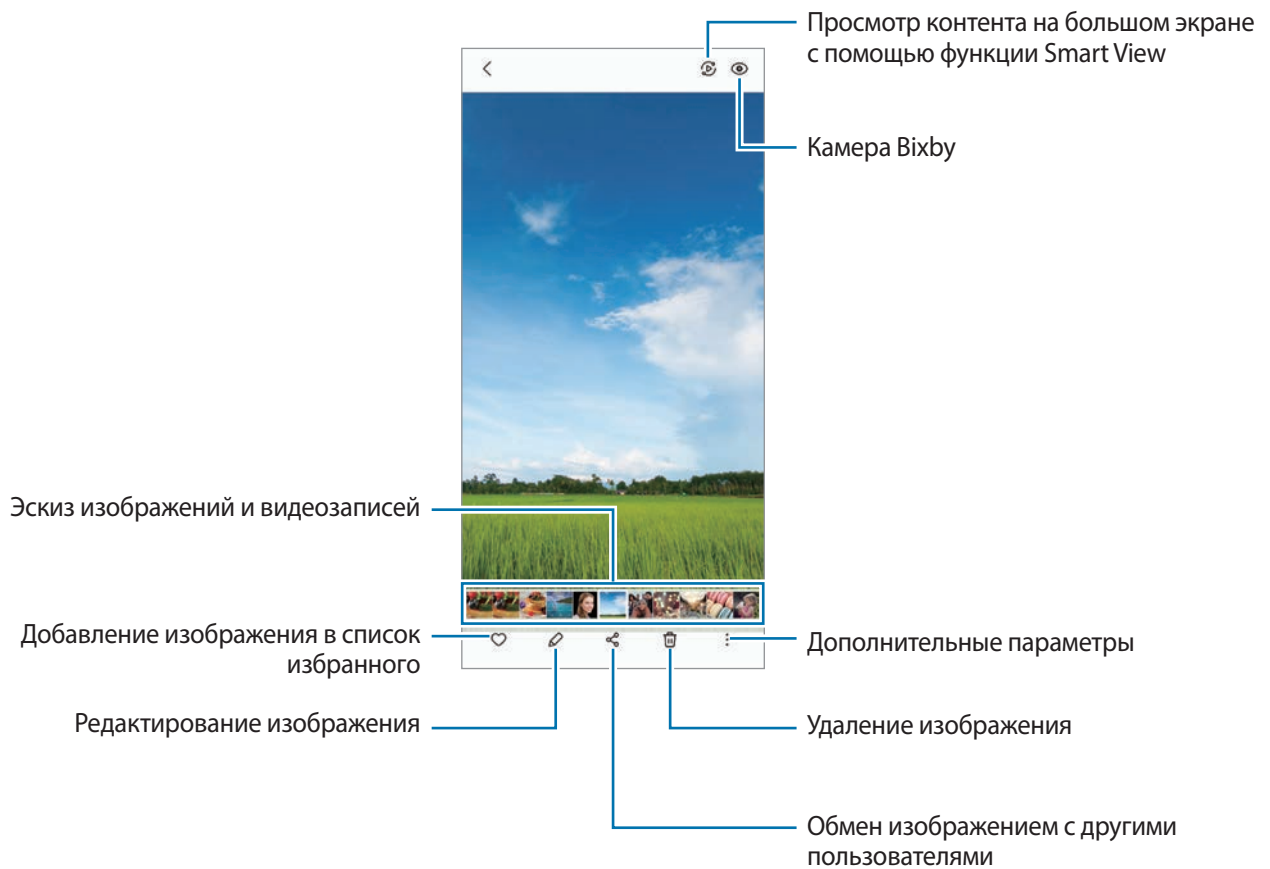 Просмотр контента на большом экране
с помощью функции Smart View
Камера Bixby
Эскиз изображений и видеозаписей
Добавление изображения в список
избранного
Дополнительные параметры
Редактирование изображения
Удаление изображения
Обмен изображением с другими
пользователями